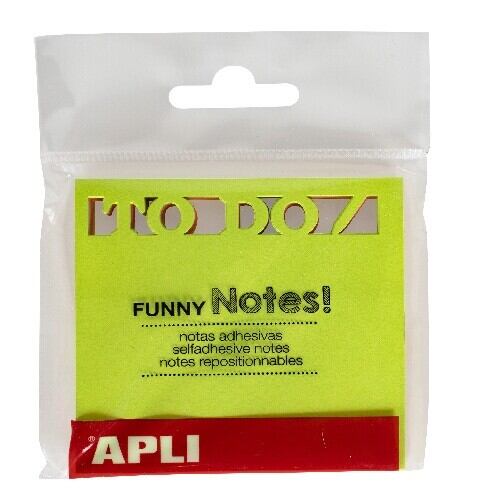 TO DO/
FUNNY Notes!
notas adhesivas
selfadhesive notes
notes repositionnables
® APLI